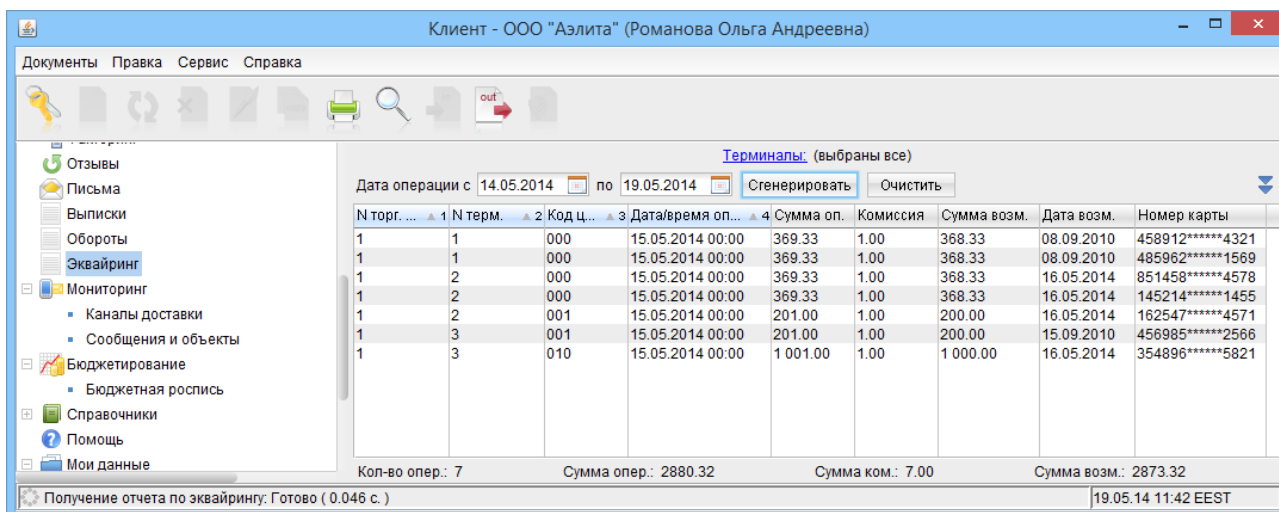 Клиент - ООО "Аэлита" (Романова Ольга Андреевна)
Документы Правка Сервис Справка
out
Отзывы
Письма
Выписки
Обороты
Эквайринг
Мониторинг
Каналы доставки
Сообщения и объекты
Бюджетирование
Бюджетная роспись
Справочники
Помощь
Мои данные
Терминалы: (выбраны все)
Дата операции с 14.05.2014 по 19.05.2014 Сгенерировать Очистить
N торг. ... 1 N терм. 2 Код ц... 3 Дата/время оп... 4 Сумма оп. Комиссия Сумма возм. Дата возм. Номер карты
1 1 000 15.05.2014 00:00 369.33 1.00 368.33 08.09.2010 458912******4321
1 1 000 15.05.2014 00:00 369.33 1.00 368.33 08.09.2010 485962******1569
1 2 000 15.05.2014 00:00 369.33 1.00 368.33 16.05.2014 851458******4578
1 2 000 15.05.2014 00:00 369.33 1.00 368.33 16.05.2014 145214******1455
1 2 001 15.05.2014 00:00 201.00 1.00 200.00 16.05.2014 162547******4571
1 3 001 15.05.2014 00:00 201.00 1.00 200.00 15.09.2010 456985******2566
1 3 010 15.05.2014 00:00 1 001.00 1.00 1 000.00 16.05.2014 354896******5821
Кол-во опер.: 7 Сумма опер.: 2880.32 Сумма ком.: 7.00 Сумма возм.: 2873.32
Получение отчета по эквайрингу: Готово ( 0.046 с. ) 19.05.14 11:42 EEST